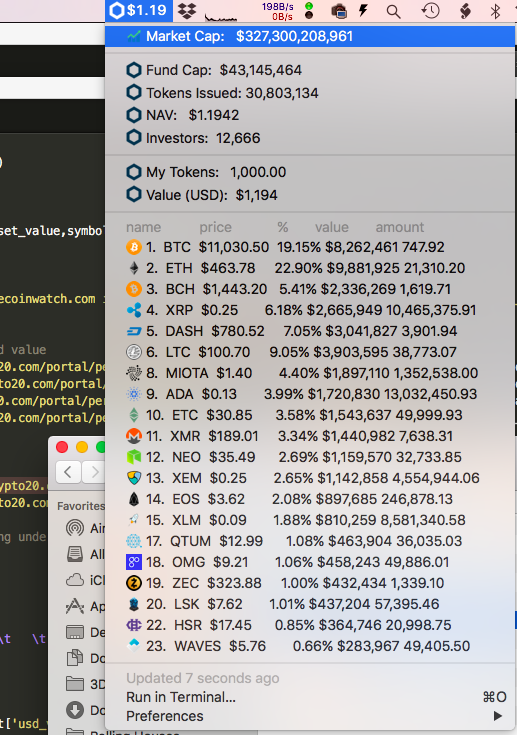 $1.19
198B/s
0B/s
Market Cap: $327,300,208,961
Fund Cap: $43,145,464
Tokens Issued: 30,803,134
NAV: $1.1942
Investors: 12,666
My Tokens: 1,000.00
Value (USD): $1,194
name price % value amount
1. BTC $11,030.50 19.15% $8,262,461 747.92
2. ETH $463.78 22.90% $9,881,925 21,310.20
3. BCH $1,443.20 5.41% $2,336,269 1,619.71
4. XRP $0.25 6.18% $2,665,949 10,465,375.91
5. DASH $780.52 7.05% $3,041,827 3,901.94
6. LTC $100.70 9.05% $3,903,595 38,773.07
8. MIOTA $1.40 4.40% $1,897,110 1,352,538.00
9. ADA $0.13 3.99% $1,720,830 13,032,450.93
10. ETC $30.85 3.58% $1,543,637 49,999.93
11. XMR $189.01 3.34% $1,440,982 7,638.31
12. NEO $35.49 2.69% $1,159,570 32,733.85
13. XEM $0.25 2.65% $1,142,858 4,554,944.06
14. EOS $3.62 2.08% $897,685 246,878.13
15. XLM $0.09 1.88% $810,259 8,581,340.58
17. QTUM $12.99 1.08% $463,904 36,035.03
18. OMG $9.21 1.06% $458,243 49,886.01
19. ZEC $323.88 1.00% $432,434 1,339.10
20. LSK $7.62 1.01% $437,204 57,395.46
22. HSR $17.45 0.85% $364,746 20,998.75
23. WAVES $5.76 0.66% $283,967 49,405.50
Updated 7 seconds ago
Run in Terminal... ⌘O
Preferences
)
set_value,symbo
ecoinwatch.com
d value
20.com/portal/pe
to20.com/portal/
0.com/portal/per
20.com/portal/pe
ypto20.c
to20.com
ng unde
\t \t
t['usd_v
Favorites
Air
All
iCl
Ap
De
Do
3D
Do
Rolling Houses